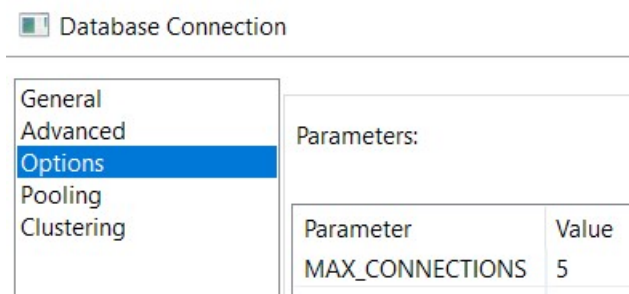 Database Connection
General
Advanced
Options
Pooling
Clustering
Parameters:
Parameter Value
MAX_CONNECTIONS 5